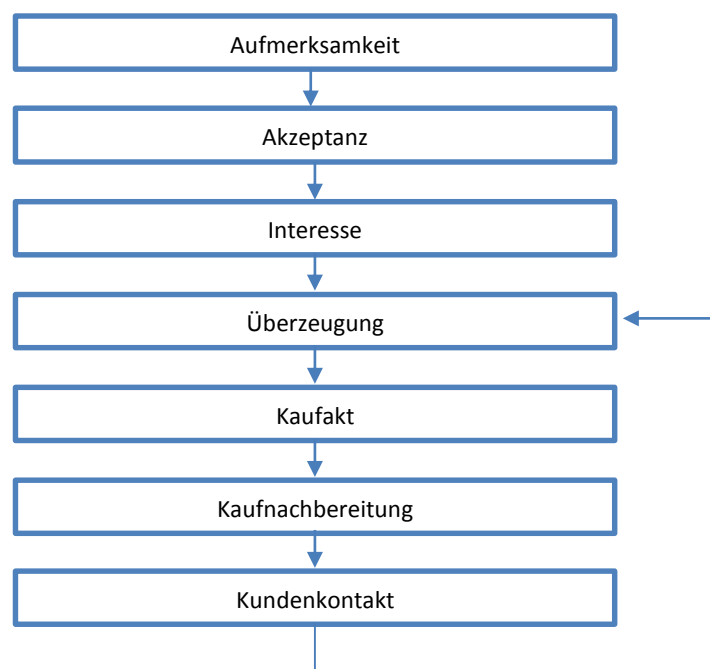 Aufmerksamkeit
Akzeptanz
Interesse
Überzeugung
Kaufakt
Kaufnachbereitung
Kundenkontakt